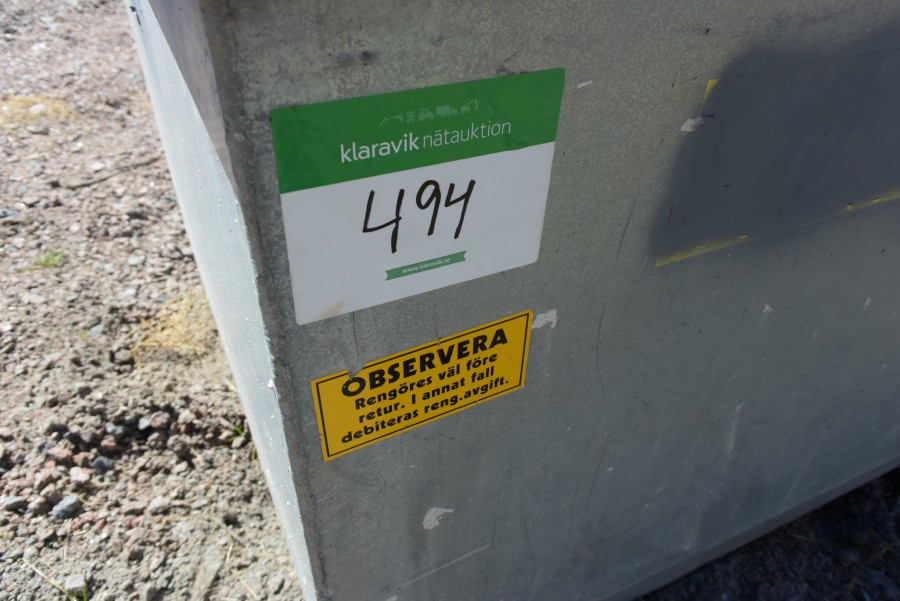 klaravik nätauktion
494
www.klaravik.se
OBSERVERA
Rengöres väl före
retur. I annat fall
debiteras reng.avgift.